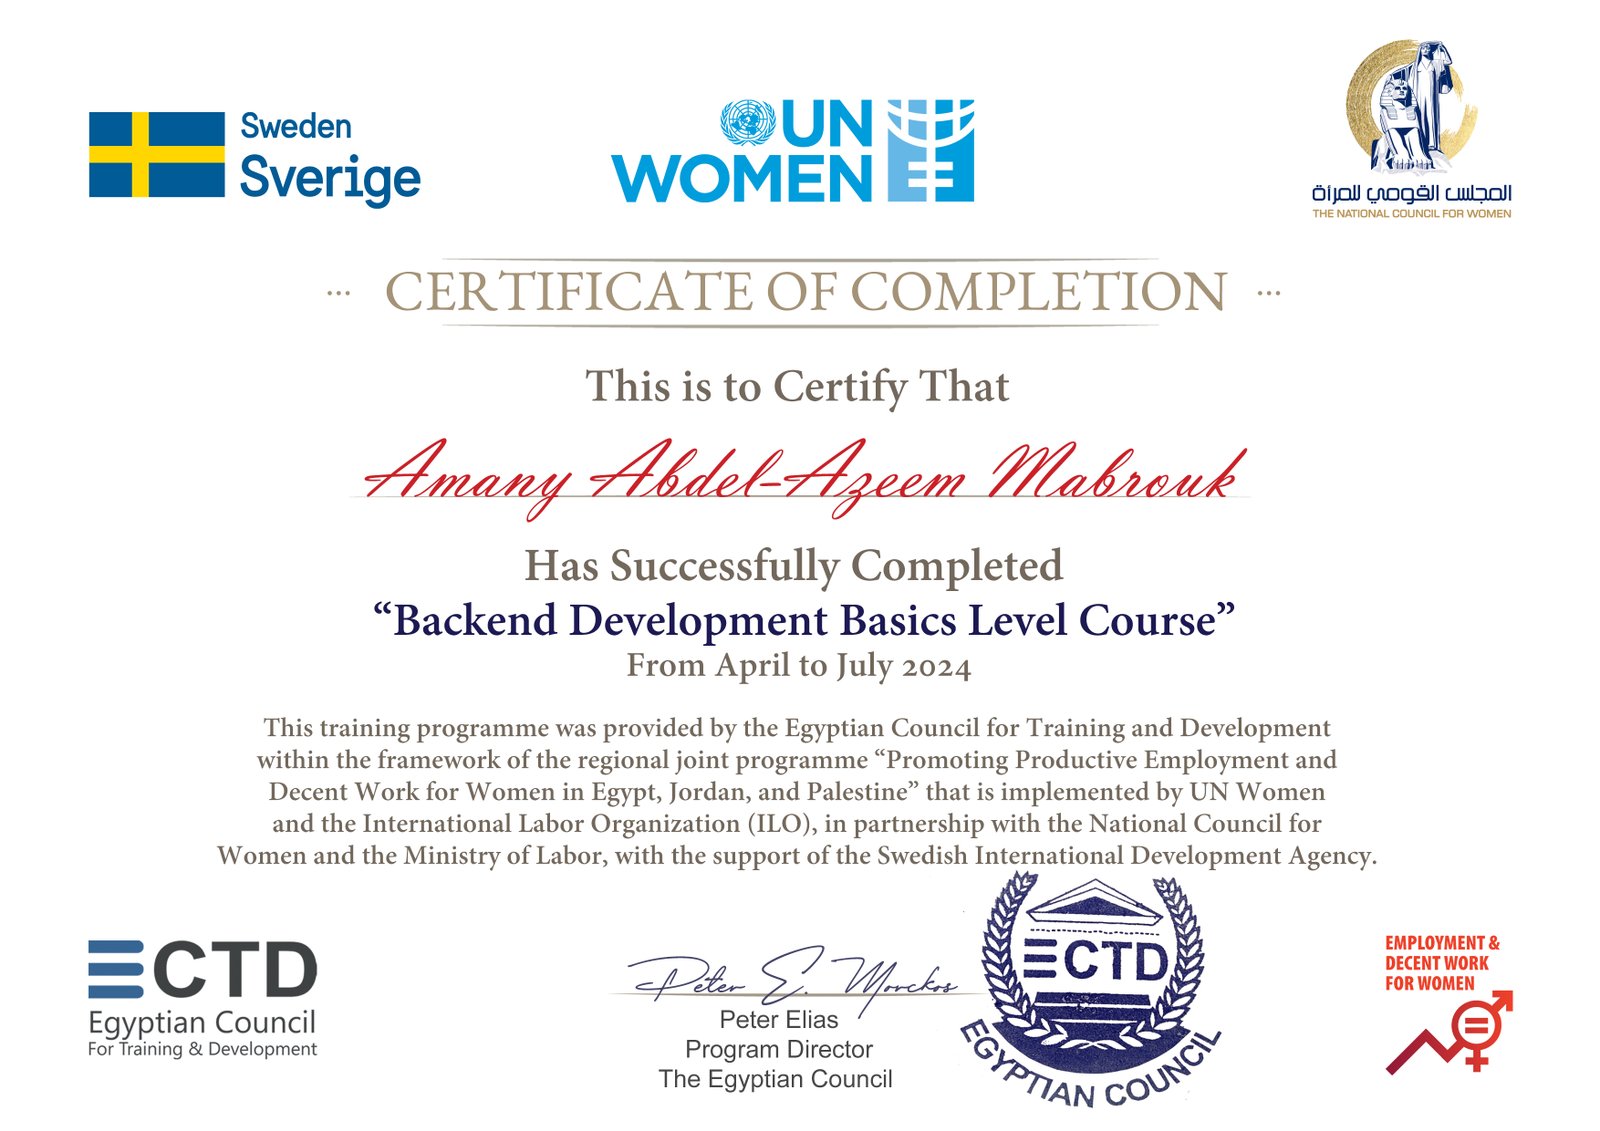 Sweden
Sverige
UN
WOMEN
المجلس القومي للمرأة
THE NATIONAL COUNCIL FOR WOMEN
··· CERTIFICATE OF COMPLETION ···
This is to Certify That
Amany Abdel-Azeem Mabrouk
Has Successfully Completed
“Backend Development Basics Level Course”
From April to July 2024
This training programme was provided by the Egyptian Council for Training and Development
within the framework of the regional joint programme “Promoting Productive Employment and
Decent Work for Women in Egypt, Jordan, and Palestine” that is implemented by UN Women
and the International Labor Organization (ILO), in partnership with the National Council for
Women and the Ministry of Labor, with the support of the Swedish International Development Agency.
ECTD
Egyptian Council
For Training & Development
Peter E. Morckos
Peter Elias
Program Director
The Egyptian Council
ECTD
EGYPTIAN COUNCIL
EMPLOYMENT &
DECENT WORK
FOR WOMEN